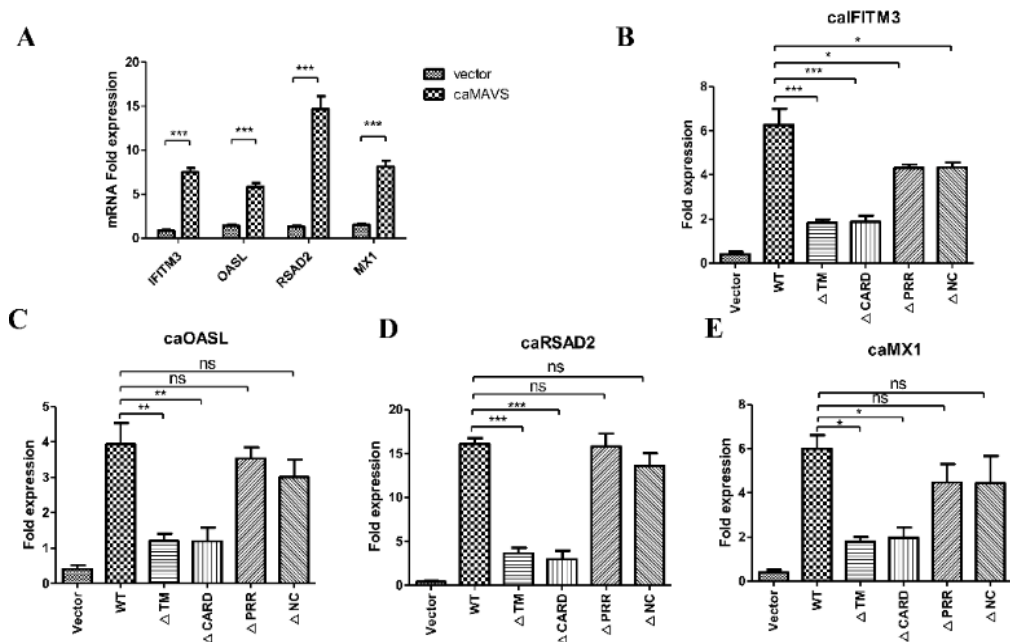 A
mRNA Fold expression
20
15
10
5
0
***
***
***
***
IFITM3
OASL
RSAD2
MX1
vector
caMAVS
B
caIFITM3
Fold expression
8
6
4
2
0
*
*
***
***
Vector
WT
△ TM
△ CARD
△ PRR
△ NC
C
caOASL
Fold expression
5
4
3
2
1
0
ns
ns
**
**
Vector
WT
△ TM
△ CARD
△ PRR
△ NC
D
caRSAD2
Fold expression
20
15
10
5
0
ns
ns
***
***
Vector
WT
△ TM
△ CARD
△ PRR
△ NC
E
caMX1
Fold expression
8
6
4
2
0
ns
ns
*
*
Vector
WT
△ TM
△ CARD
△ PRR
△ NC